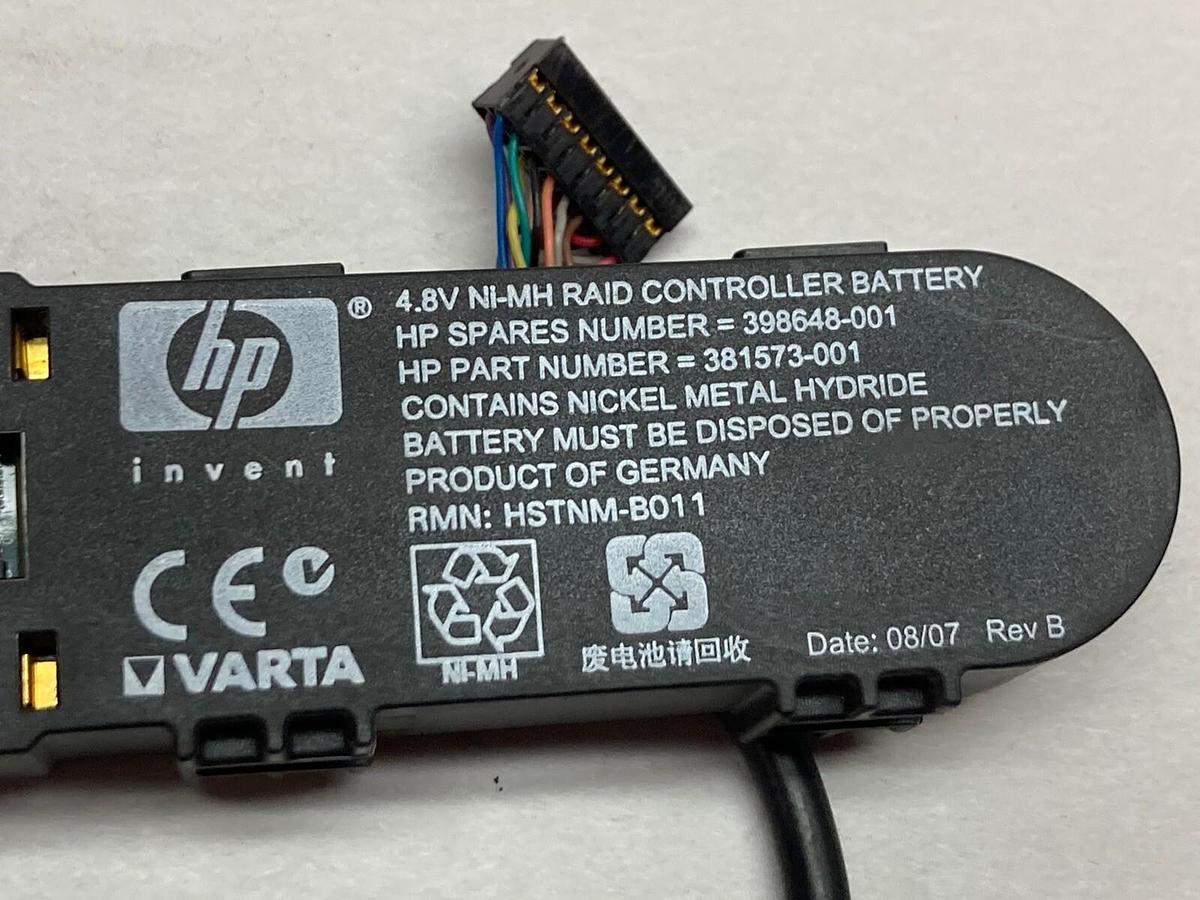 hp
®
invent
4.8V Ni-MH RAID CONTROLLER BATTERY
HP SPARES NUMBER = 398648-001
HP PART NUMBER = 381573-001
CONTAINS NICKEL METAL HYDRIDE
BATTERY MUST BE DISPOSED OF PROPERLY
PRODUCT OF GERMANY
RMN: HSTNM-B011
CE
VARTA
NI-MH
废电池请回收
Date: 08/07 Rev B